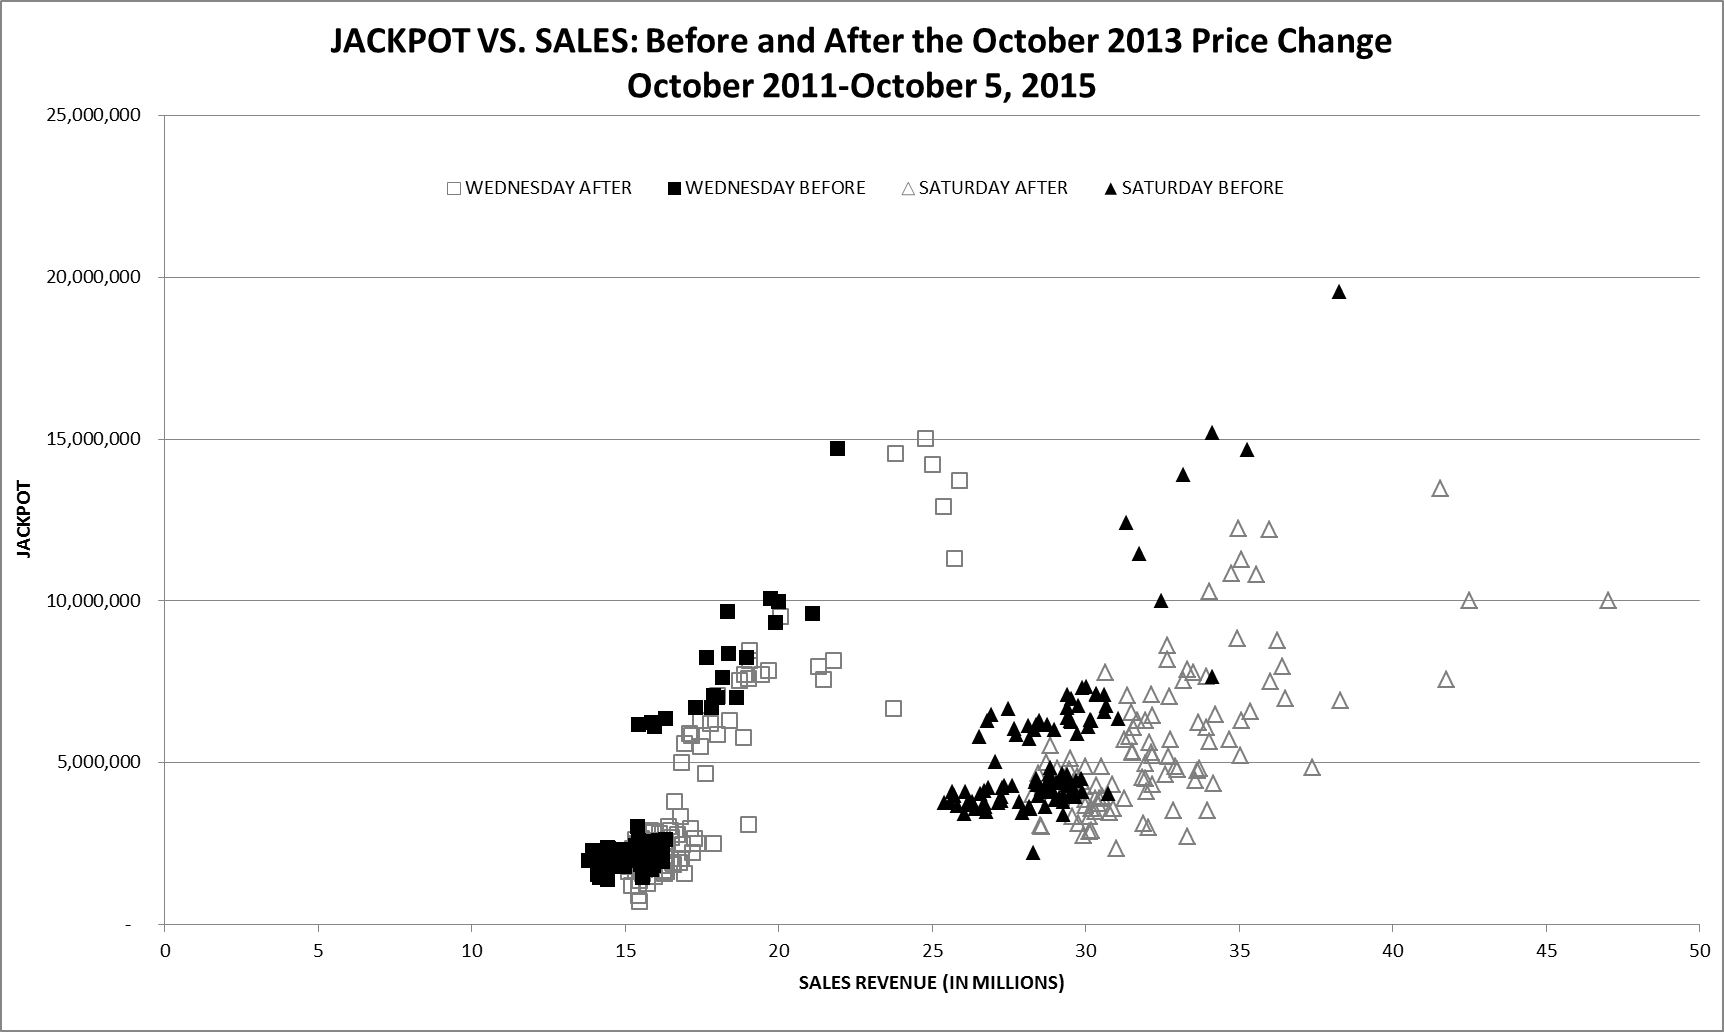 JACKPOT VS. SALES: Before and After the October 2013 Price Change
October 2011-October 5, 2015
25,000,000
WEDNESDAY AFTER WEDNESDAY BEFORE SATURDAY AFTER SATURDAY BEFORE
20,000,000
15,000,000
JACKPOT
10,000,000
5,000,000
-
0 5 10 15 20 25 30 35 40 45 50
SALES REVENUE (IN MILLIONS)